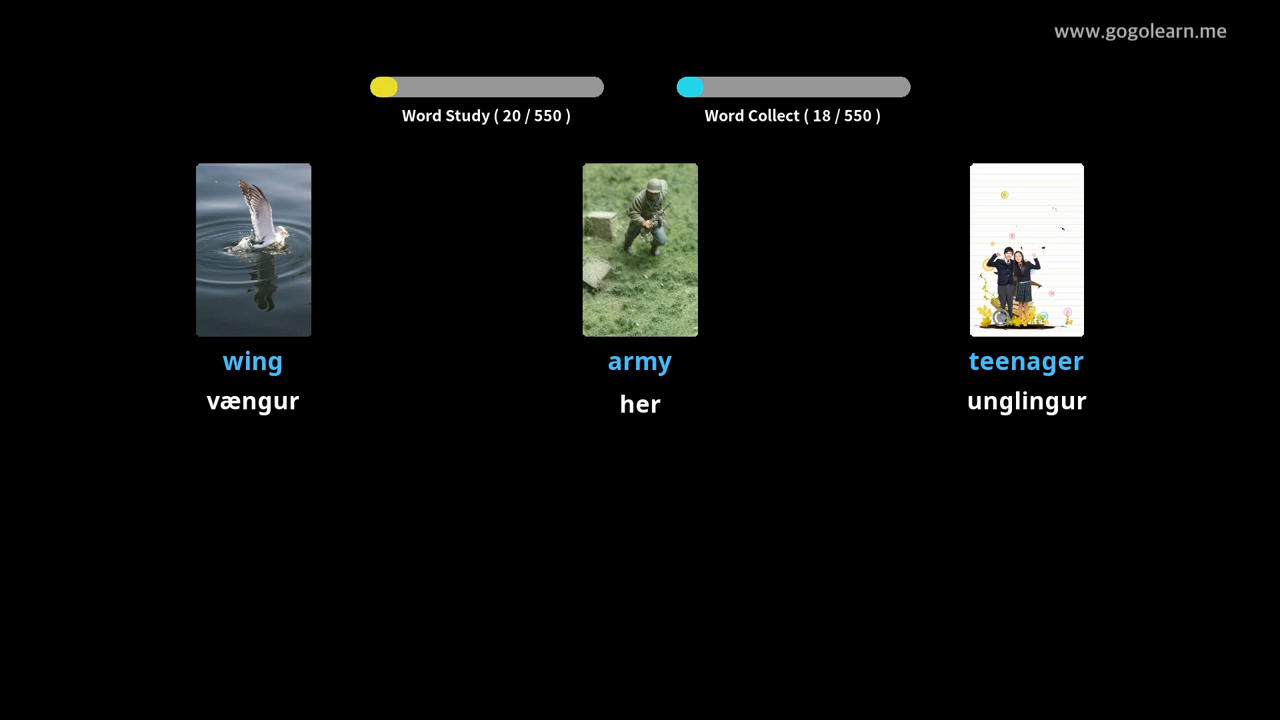 www.gogolearn.me
Word Study ( 20 / 550 )
Word Collect ( 18 / 550 )
wing
army
teenager
vængur
her
unglingur